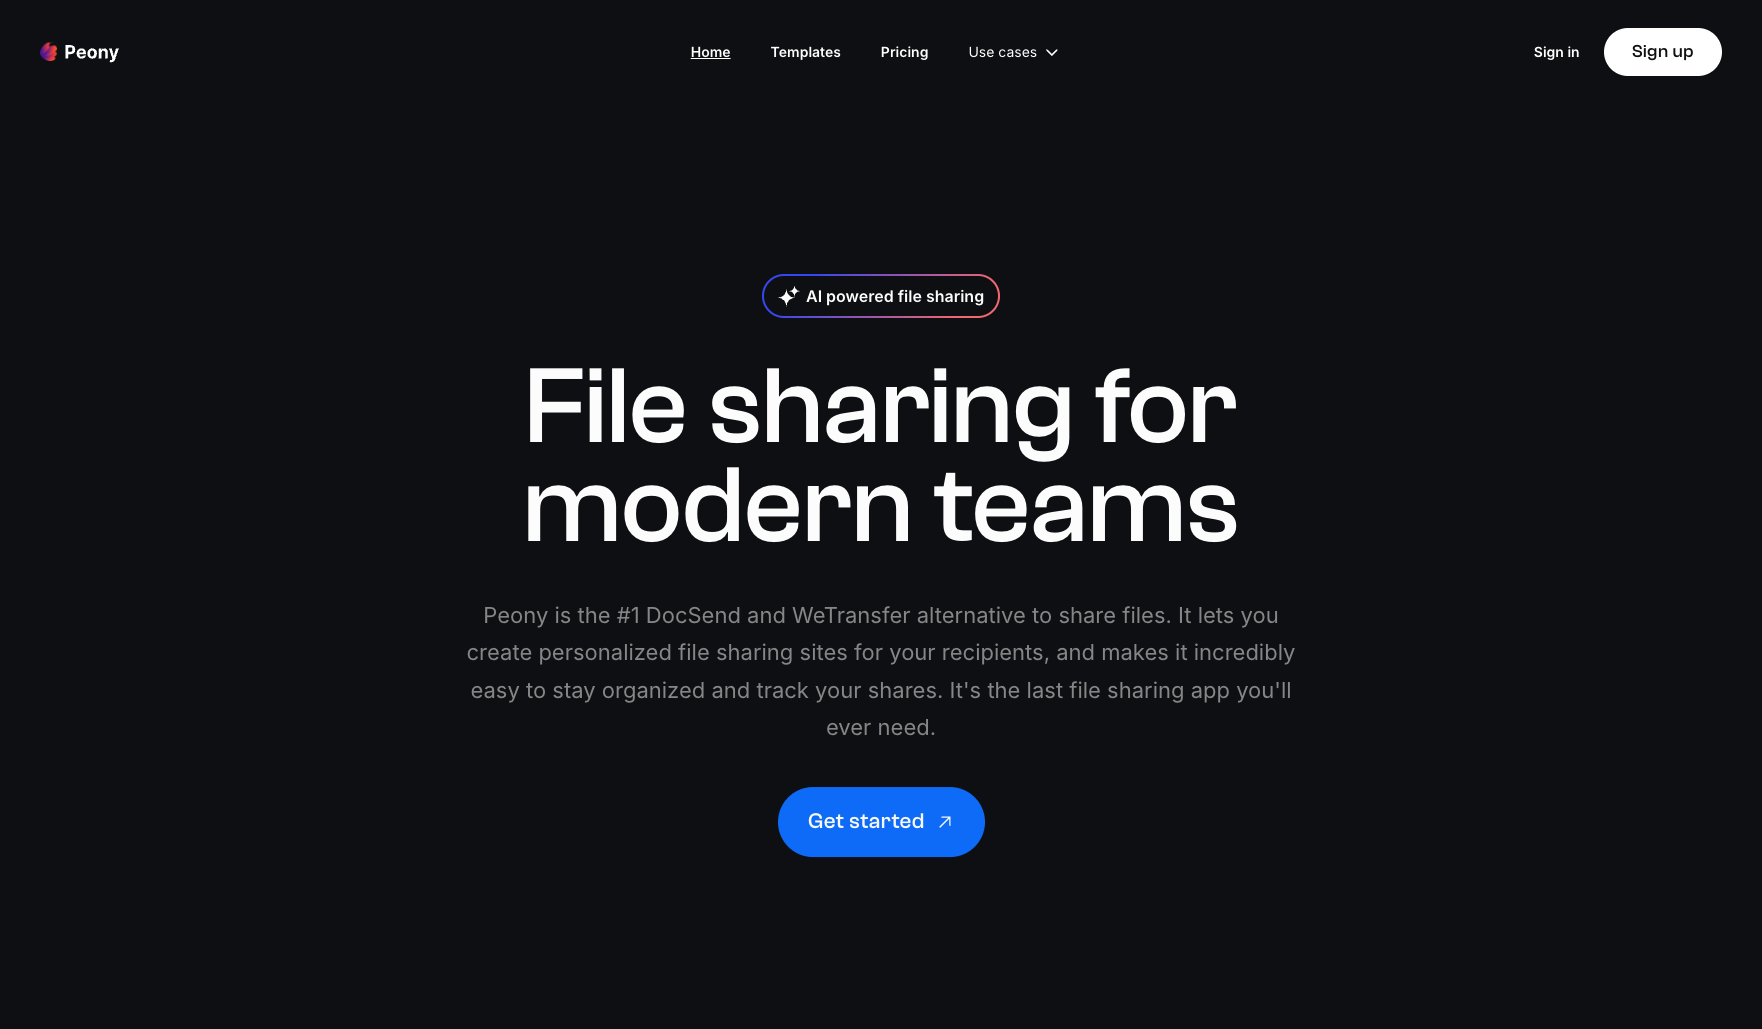 Peony
Home
Templates
Pricing
Use cases
Sign in
Sign up
AI powered file sharing
File sharing for
modern teams
Peony is the #1 DocSend and WeTransfer alternative to share files. It lets you
create personalized file sharing sites for your recipients, and makes it incredibly
easy to stay organized and track your shares. It's the last file sharing app you'll
ever need.
Get started